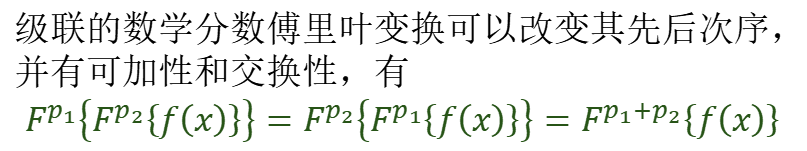 级联的数学分数傅里叶变换可以改变其先后次序，
并有可加性和交换性，有
$F^{p_1}\{F^{p_2}\{f(x)\}\} = F^{p_2}\{F^{p_1}\{f(x)\}\} = F^{p_1+p_2}\{f(x)\}$